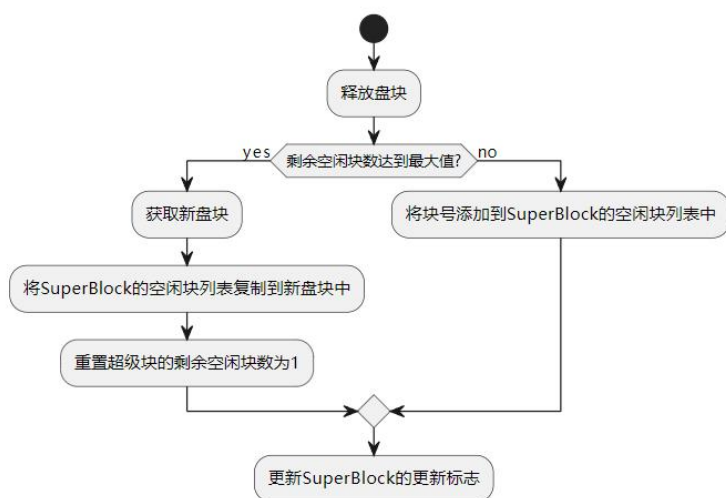 释放盘块
yes
剩余空闲块数达到最大值?
no
获取新盘块
将块号添加到SuperBlock的空闲块列表中
将SuperBlock的空闲块列表复制到新盘块中
重置超级块的剩余空闲块数为1
更新SuperBlock的更新标志